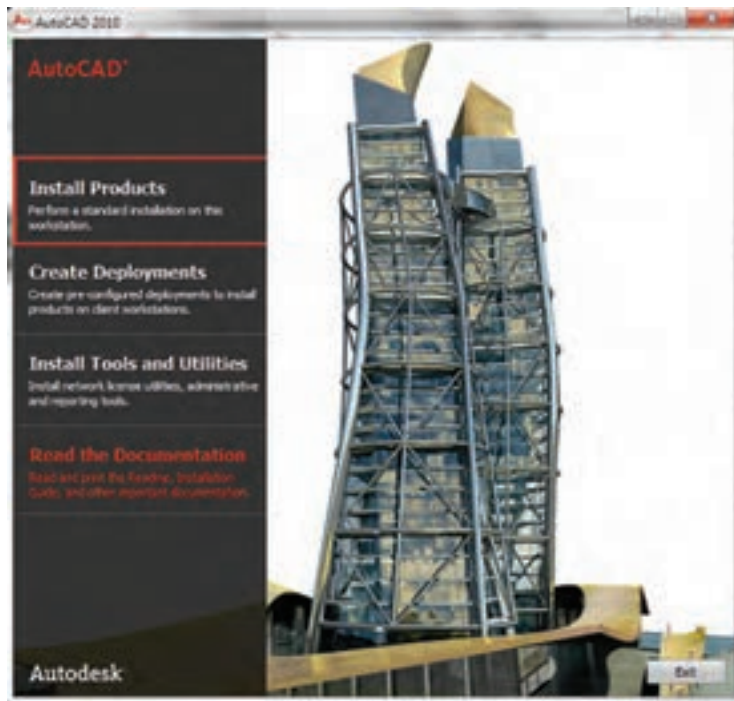 AutoCAD 2010
AutoCAD®
Install Products
Perform a standard installation on this
workstation.
Create Deployments
Create pre-configured deployments to install
products on client workstations.
Install Tools and Utilities
Install network license utilities, administrative
and reporting tools.
Read the Documentation
Read and print the Readme, Installation
Guide, and other important documentation.
Autodesk
Exit